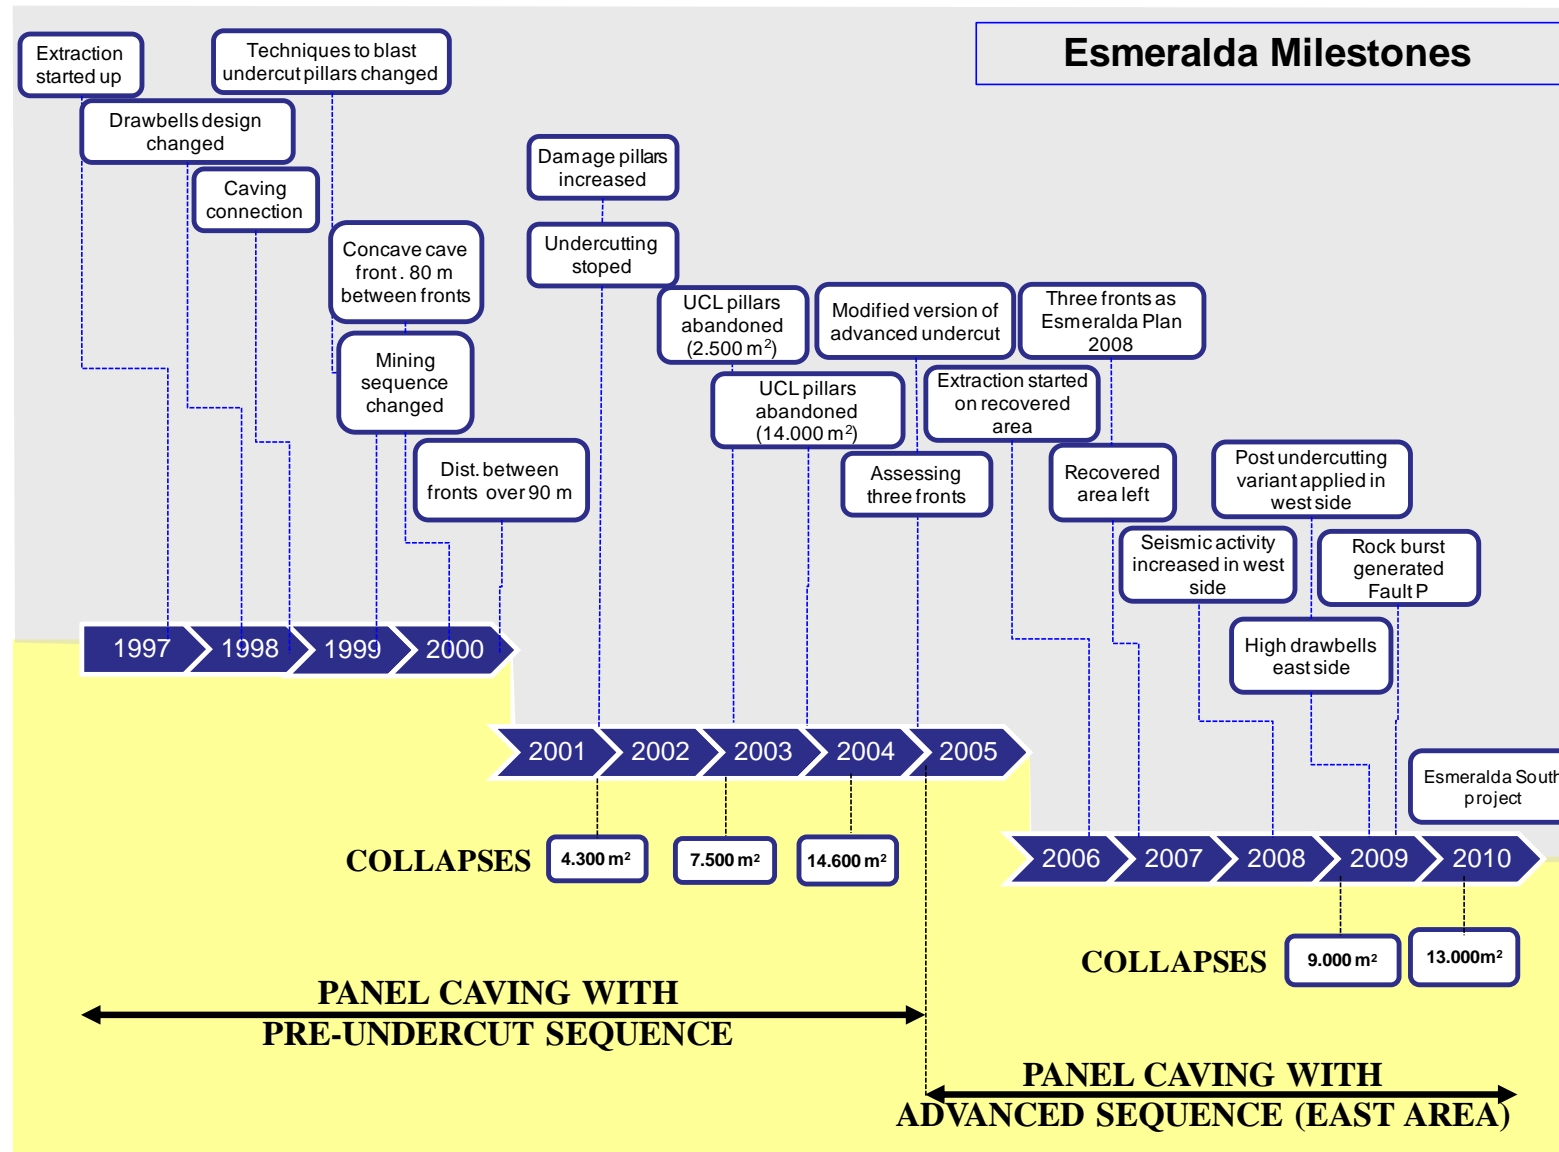 Esmeralda Milestones
Extraction
started up
Techniques to blast
undercut pillars changed
Drawbells design
changed
Caving
connection
Concave cave
front . 80 m
between fronts
Mining
sequence
changed
Dist. between
fronts over 90 m
Damage pillars
increased
Undercutting
stoped
UCL pillars
abandoned
(2.500 m²)
UCL pillars
abandoned
(14.000 m²)
Modified version of
advanced undercut
Assessing
three fronts
Extraction started
on recovered
area
Three fronts as
Esmeralda Plan
2008
Recovered
area left
Seismic activity
increased in west
side
Post undercutting
variant applied in
west side
High drawbells
east side
Rock burst
generated
Fault P
Esmeralda South
project
1997
1998
1999
2000
2001
2002
2003
2004
2005
2006
2007
2008
2009
2010
COLLAPSES
4.300 m²
7.500 m²
14.600 m²
COLLAPSES
9.000 m²
13.000m²
PANEL CAVING WITH
PRE-UNDERCUT SEQUENCE
PANEL CAVING WITH
ADVANCED SEQUENCE (EAST AREA)